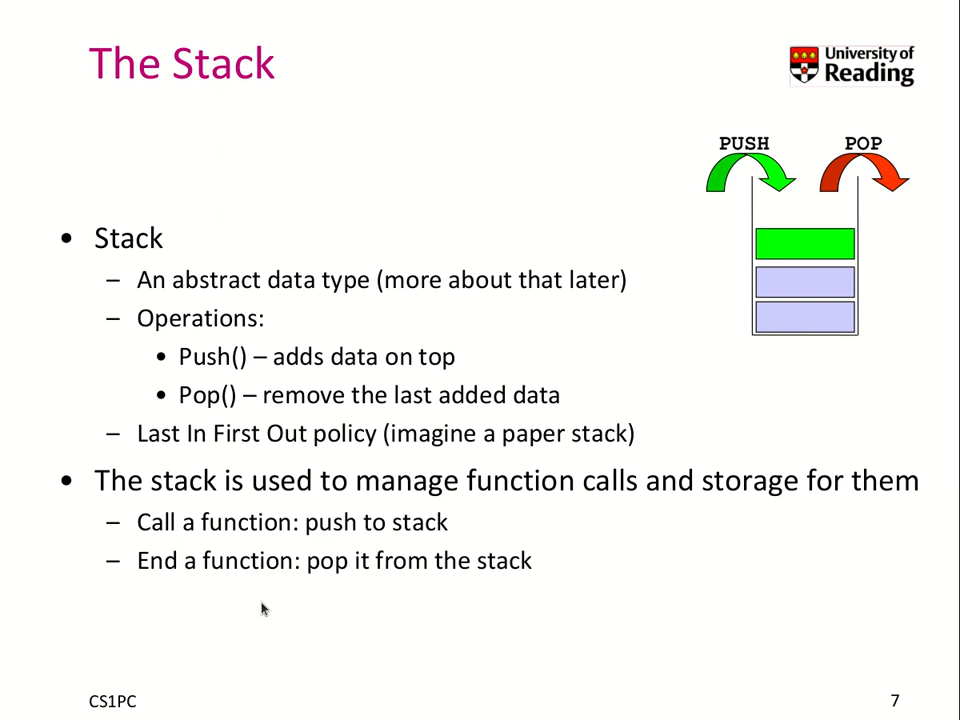 The Stack
University of
Reading
PUSH
POP
• Stack
– An abstract data type (more about that later)
– Operations:
• Push() – adds data on top
• Pop() – remove the last added data
– Last In First Out policy (imagine a paper stack)
• The stack is used to manage function calls and storage for them
– Call a function: push to stack
– End a function: pop it from the stack
CS1PC
7